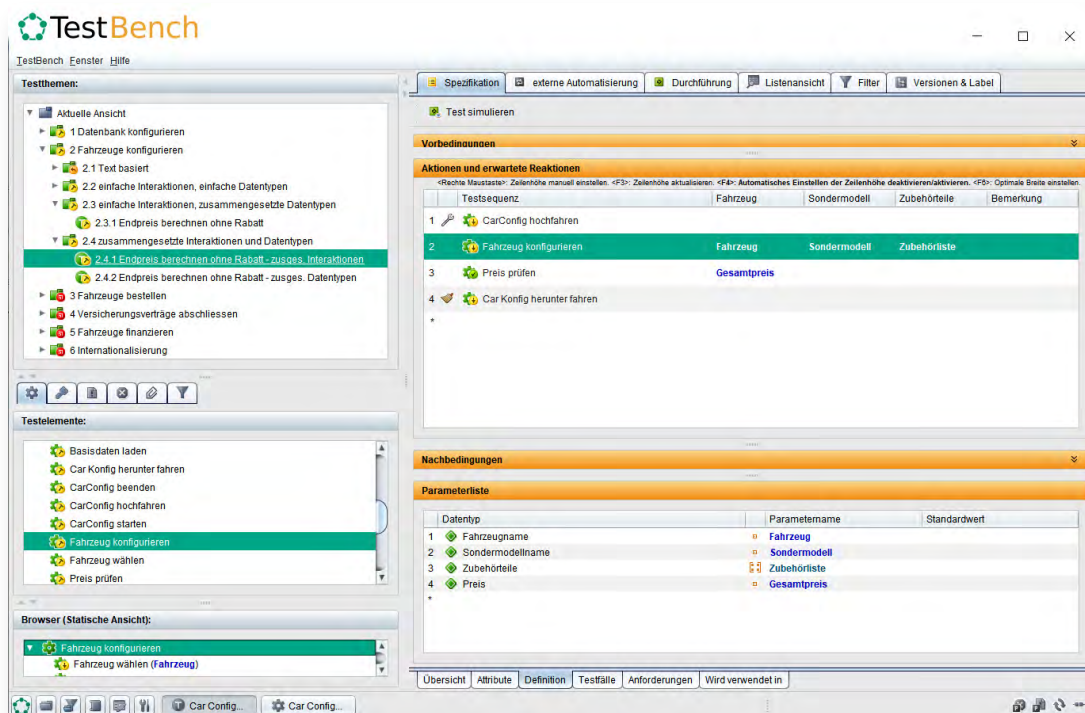 TestBench
TestBench Fenster Hilfe
Testthemen:
Aktuelle Ansicht
1 Datenbank konfigurieren
2 Fahrzeuge konfigurieren
2.1 Text basiert
2.2 einfache Interaktionen, einfache Datentypen
2.3 einfache Interaktionen, zusammengesetzte Datentypen
2.3.1 Endpreis berechnen ohne Rabatt
2.4 zusammengesetzte Interaktionen und Datentypen
2.4.1 Endpreis berechnen ohne Rabatt - zusges. Interaktionen
2.4.2 Endpreis berechnen ohne Rabatt - zusges. Datentypen
3 Fahrzeuge bestellen
4 Versicherungsverträge abschliessen
5 Fahrzeuge finanzieren
6 Internationalisierung
Testelemente:
Basisdaten laden
Car Konfig herunter fahren
CarConfig beenden
CarConfig hochfahren
CarConfig starten
Fahrzeug konfigurieren
Fahrzeug wählen
Preis prüfen
Browser (Statische Ansicht):
Fahrzeug konfigurieren
Fahrzeug wählen (Fahrzeug)
Spezifikation externe Automatisierung Durchführung Listenansicht Filter Versionen & Label
Test simulieren
Vorbedingungen
Aktionen und erwartete Reaktionen
<Rechte Maustaste>: Zeilenhöhe manuell einstellen. <F3>: Zeilenhöhe aktualisieren. <F4>: Automatisches Einstellen der Zeilenhöhe deaktivieren/aktivieren. <F5>: Optimale Breite einstellen.
Testsequenz Fahrzeug Sondermodell Zubehörteile Bemerkung
1 CarConfig hochfahren
2 Fahrzeug konfigurieren Fahrzeug Sondermodell Zubehörliste
3 Preis prüfen Gesamtpreis
4 Car Konfig herunter fahren
*
Nachbedingungen
Parameterliste
Datentyp Parametername Standardwert
1 Fahrzeugname Fahrzeug
2 Sondermodellname Sondermodell
3 Zubehörteile Zubehörliste
4 Preis Gesamtpreis
*
Übersicht Attribute Definition Testfälle Anforderungen Wird verwendet in
Car Config... Car Config...